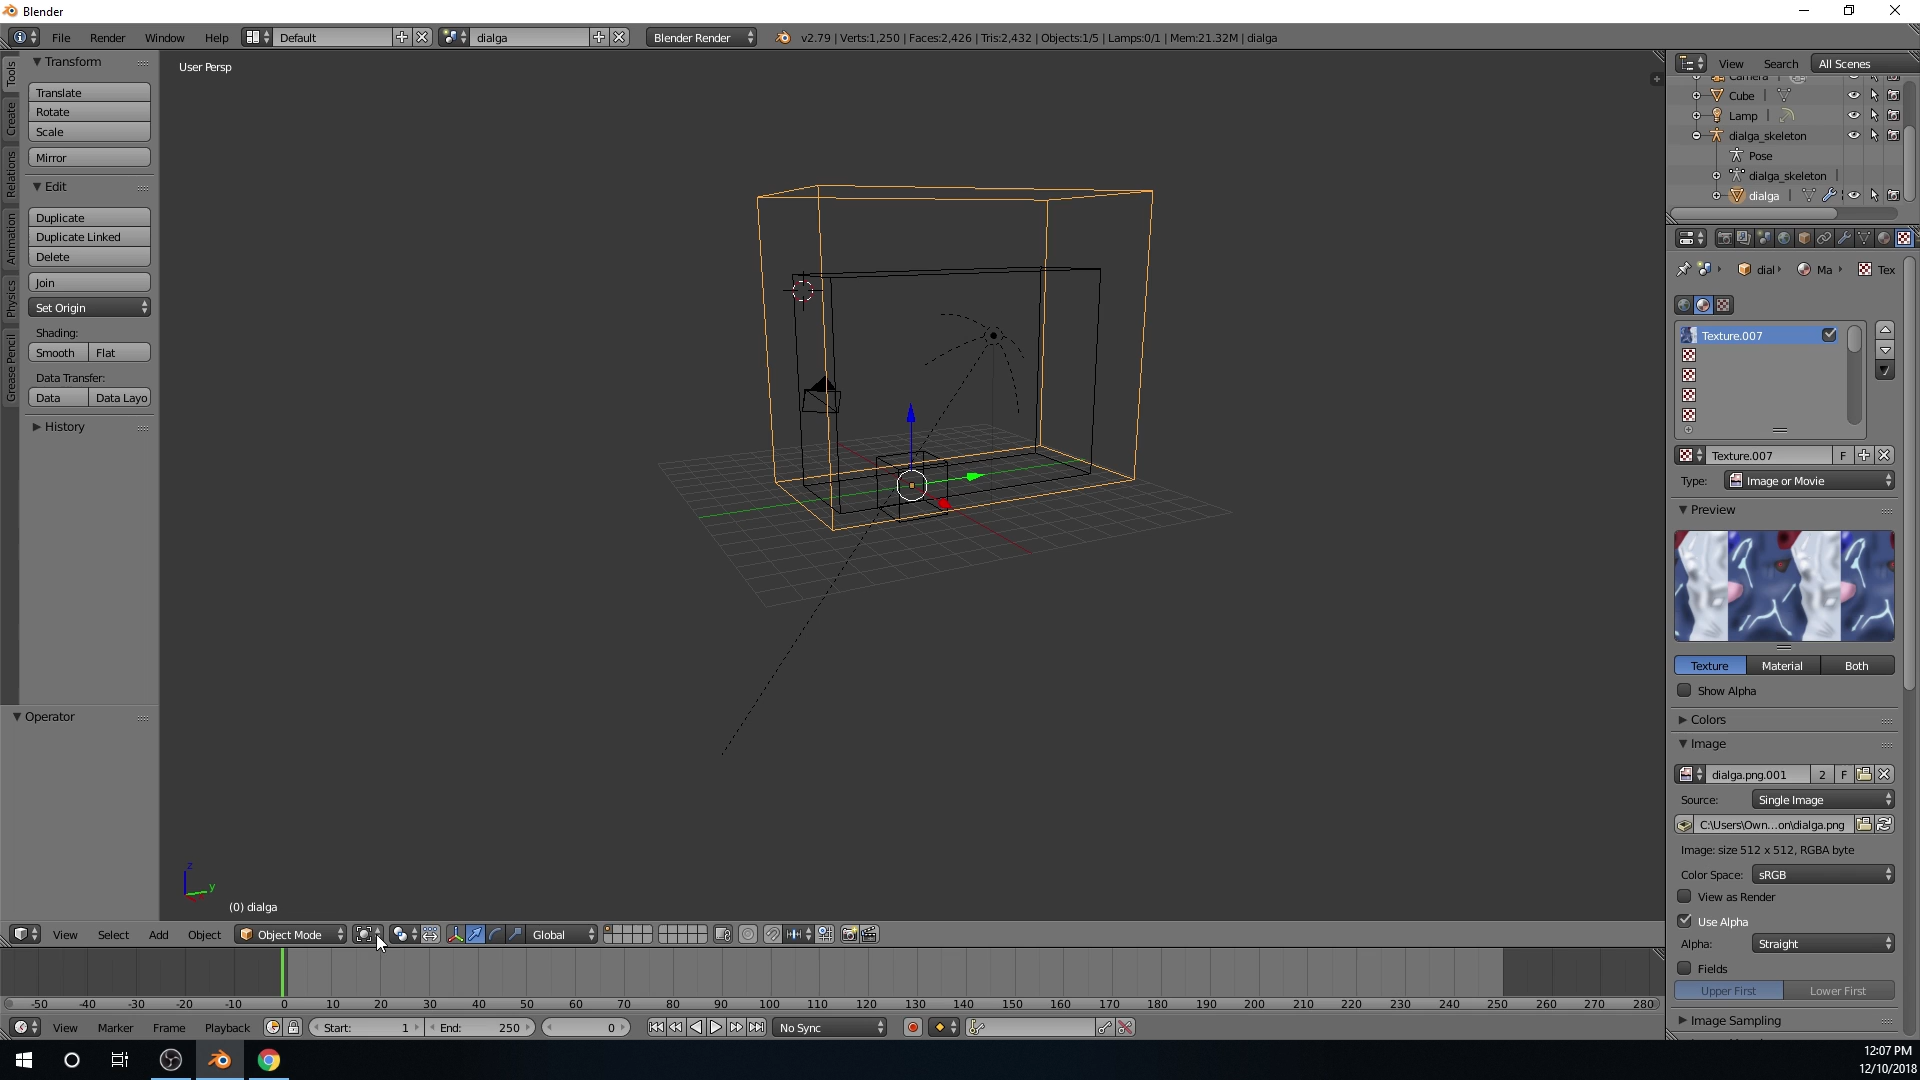 Blender
File Render Window Help Default dialga Blender Render v2.79 | Verts:1,250 | Faces:2,426 | Tris:2,432 | Objects:1/5 | Lamps:0/1 | Mem:21.32M | dialga
Tools
Create
Relations
Animation
Physics
Grease Pencil
Transform
Translate
Rotate
Scale
Mirror
Edit
Duplicate
Duplicate Linked
Delete
Join
Set Origin
Shading:
Smooth Flat
Data Transfer:
Data Data Layo
History
Operator
User Persp
z
y
(0) dialga
View Select Add Object Object Mode Global
-50 -40 -30 -20 -10 0 10 20 30 40 50 60 70 80 90 100 110 120 130 140 150 160 170 180 190 200 210 220 230 240 250 260 270 280
View Marker Frame Playback Start: 1 End: 250 0 No Sync
View Search All Scenes
Camera
Cube
Lamp
dialga_skeleton
Pose
dialga_skeleton
dialga
dial Ma Tex
Texture.007
Texture.007 F
Type: Image or Movie
Preview
Texture Material Both
Show Alpha
Colors
Image
dialga.png.001 2 F
Source: Single Image
C:\Users\Own...on\dialga.png
Image: size 512 x 512, RGBA byte
Color Space: sRGB
View as Render
Use Alpha
Alpha: Straight
Fields
Upper First Lower First
Image Sampling
12:07 PM
12/10/2018